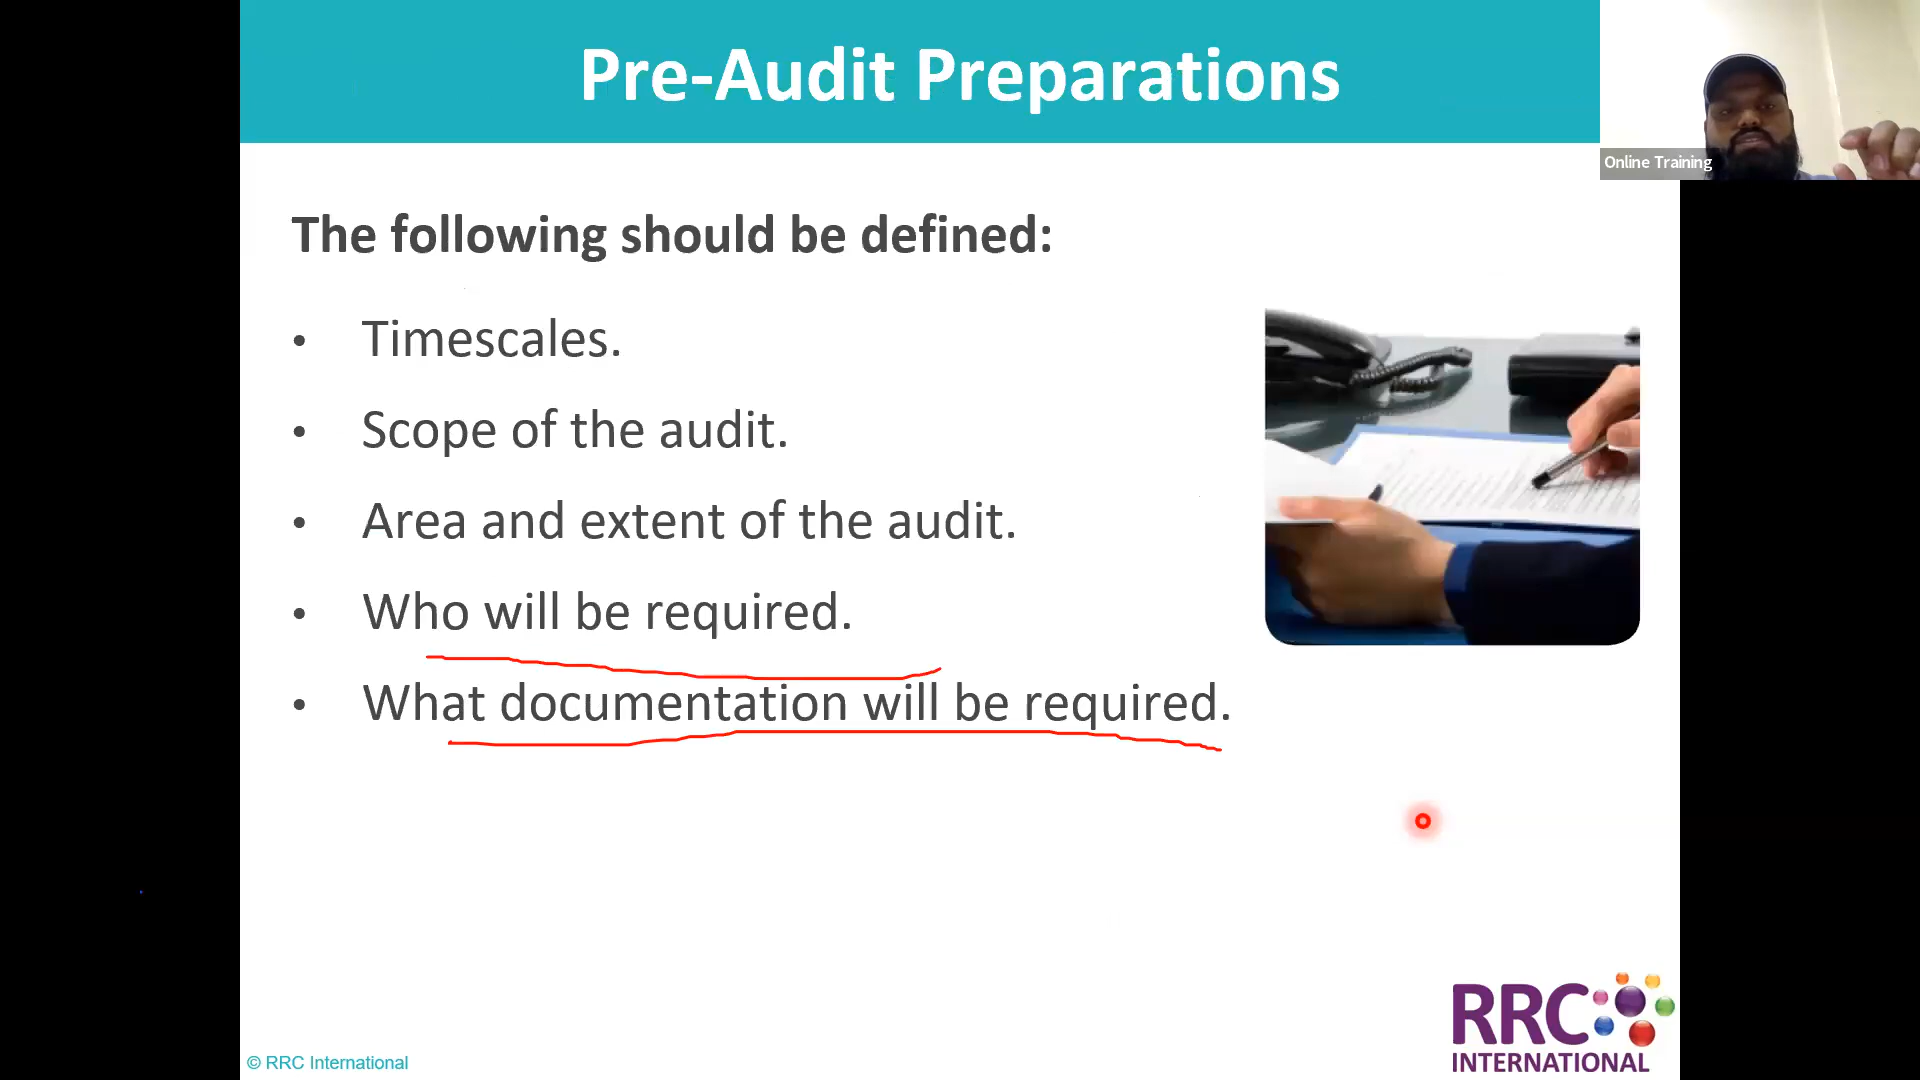 Pre-Audit Preparations
Online Training
The following should be defined:
• Timescales.
• Scope of the audit.
• Area and extent of the audit.
• Who will be required.
• What documentation will be required.
RRC
INTERNATIONAL
© RRC International